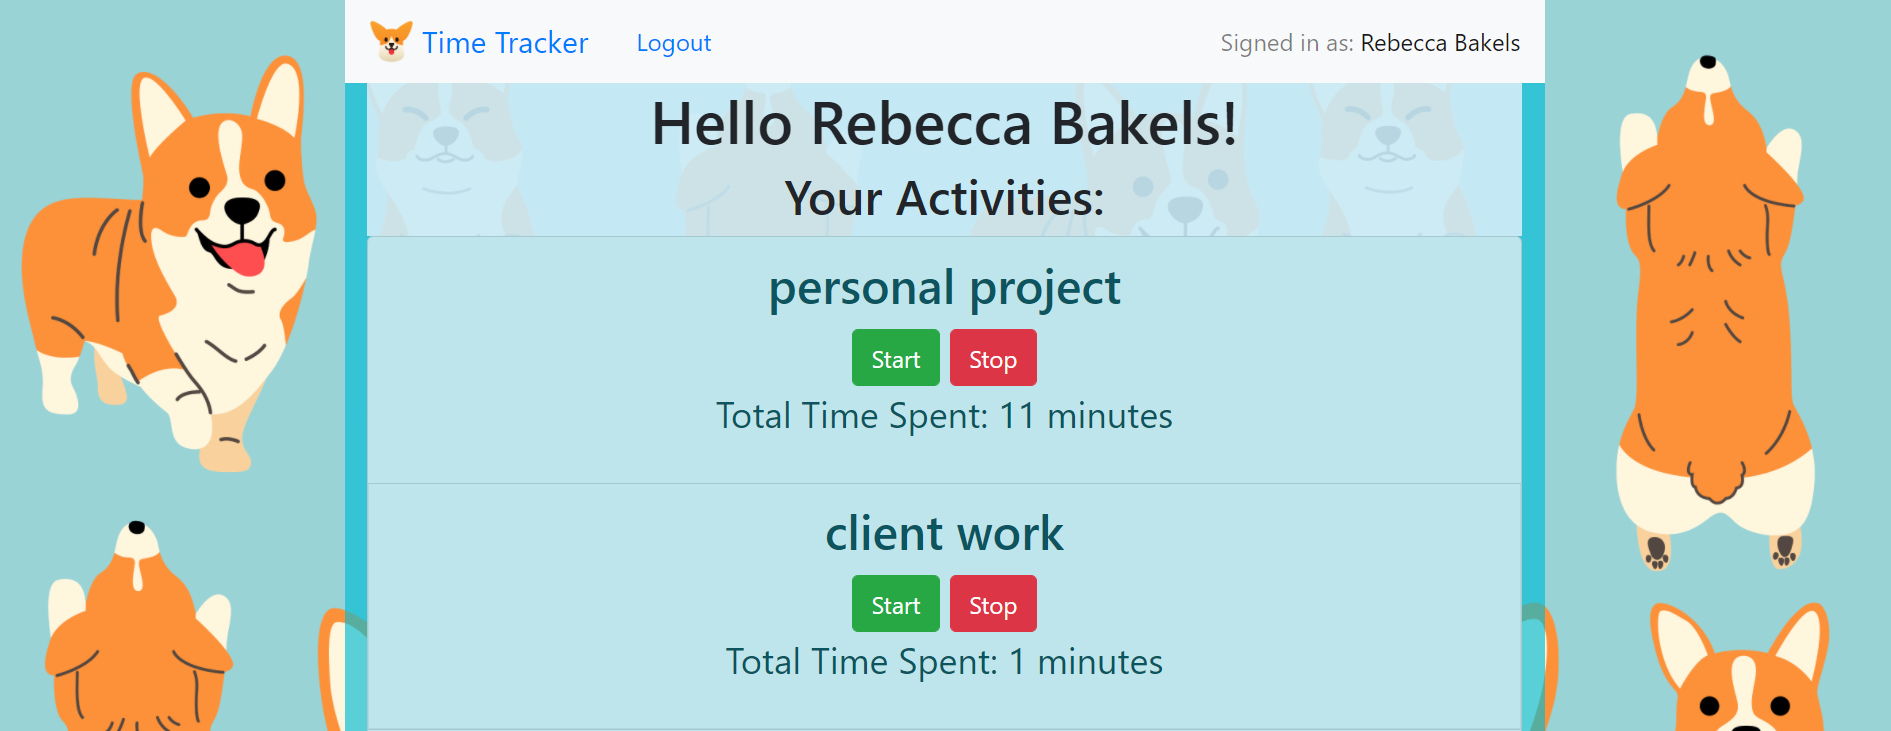 Time Tracker Logout Signed in as: Rebecca Bakels
Hello Rebecca Bakels!
Your Activities:
personal project
Start Stop
Total Time Spent: 11 minutes
client work
Start Stop
Total Time Spent: 1 minutes